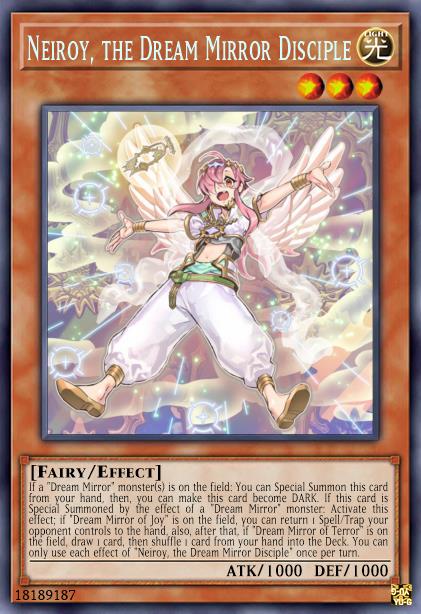 Neiroy, the Dream Mirror Disciple
LIGHT
光
[Fairy/Effect]
If a "Dream Mirror" monster(s) is on the field: You can Special Summon this card
from your hand, then, you can make this card become DARK. If this card is
Special Summoned by the effect of a "Dream Mirror" monster: Activate this
effect; if "Dream Mirror of Joy" is on the field, you can return 1 Spell/Trap your
opponent controls to the hand, also, after that, if "Dream Mirror of Terror" is on
the field, draw 1 card, then shuffle 1 card from your hand into the Deck. You can
only use each effect of "Neiroy, the Dream Mirror Disciple" once per turn.
ATK/1000 DEF/1000
18189187